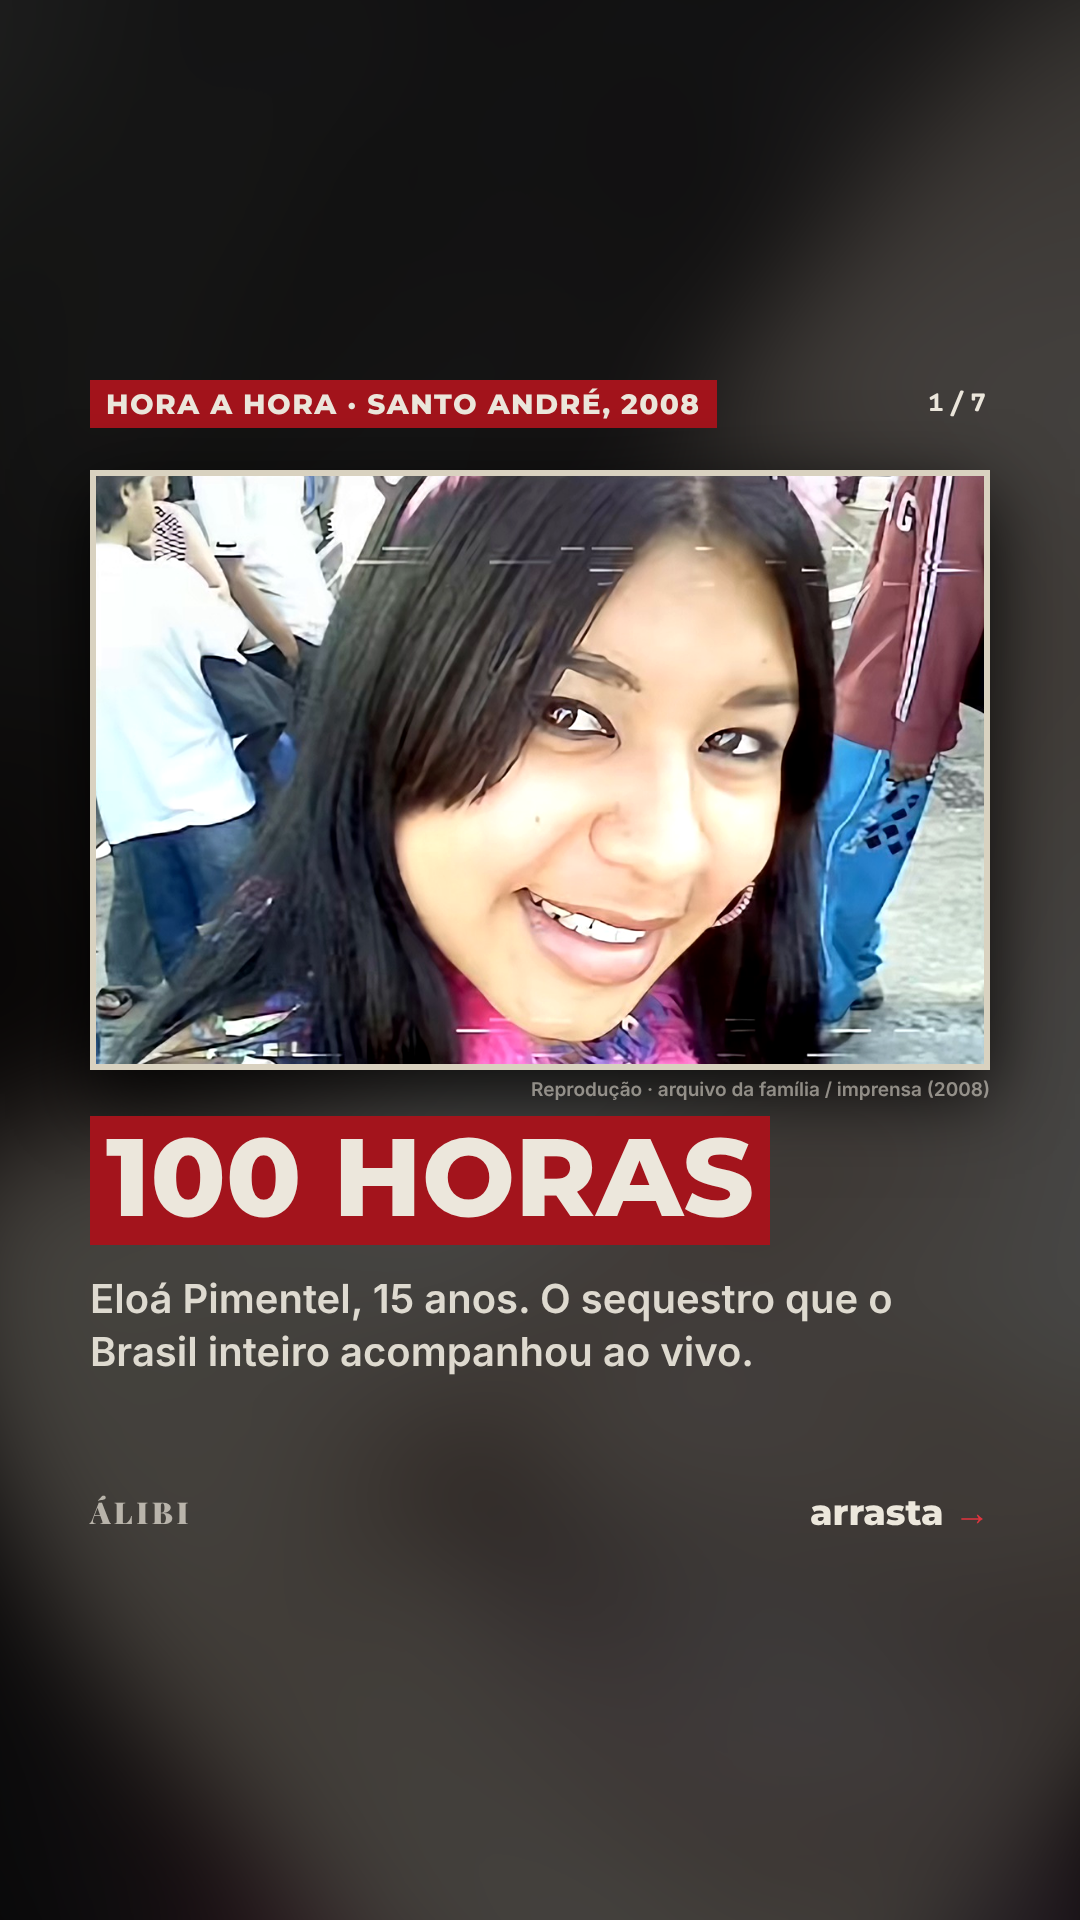 HORA A HORA · SANTO ANDRÉ, 2008
1 / 7
G
Reprodução · arquivo da família / imprensa (2008)
100 HORAS
Eloá Pimentel, 15 anos. O sequestro que o
Brasil inteiro acompanhou ao vivo.
ÁLIBI
arrasta →